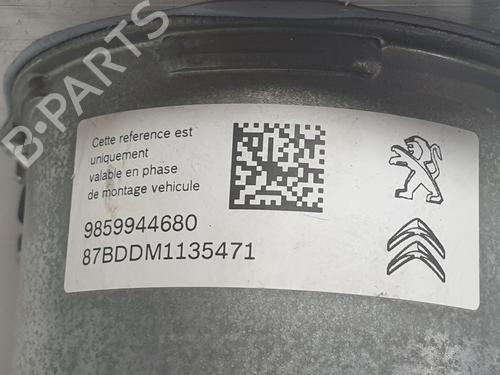 B-PARTS
Cette reference est
uniquement
valable en phase
de montage vehicule
9859944680
87BDDM1135471